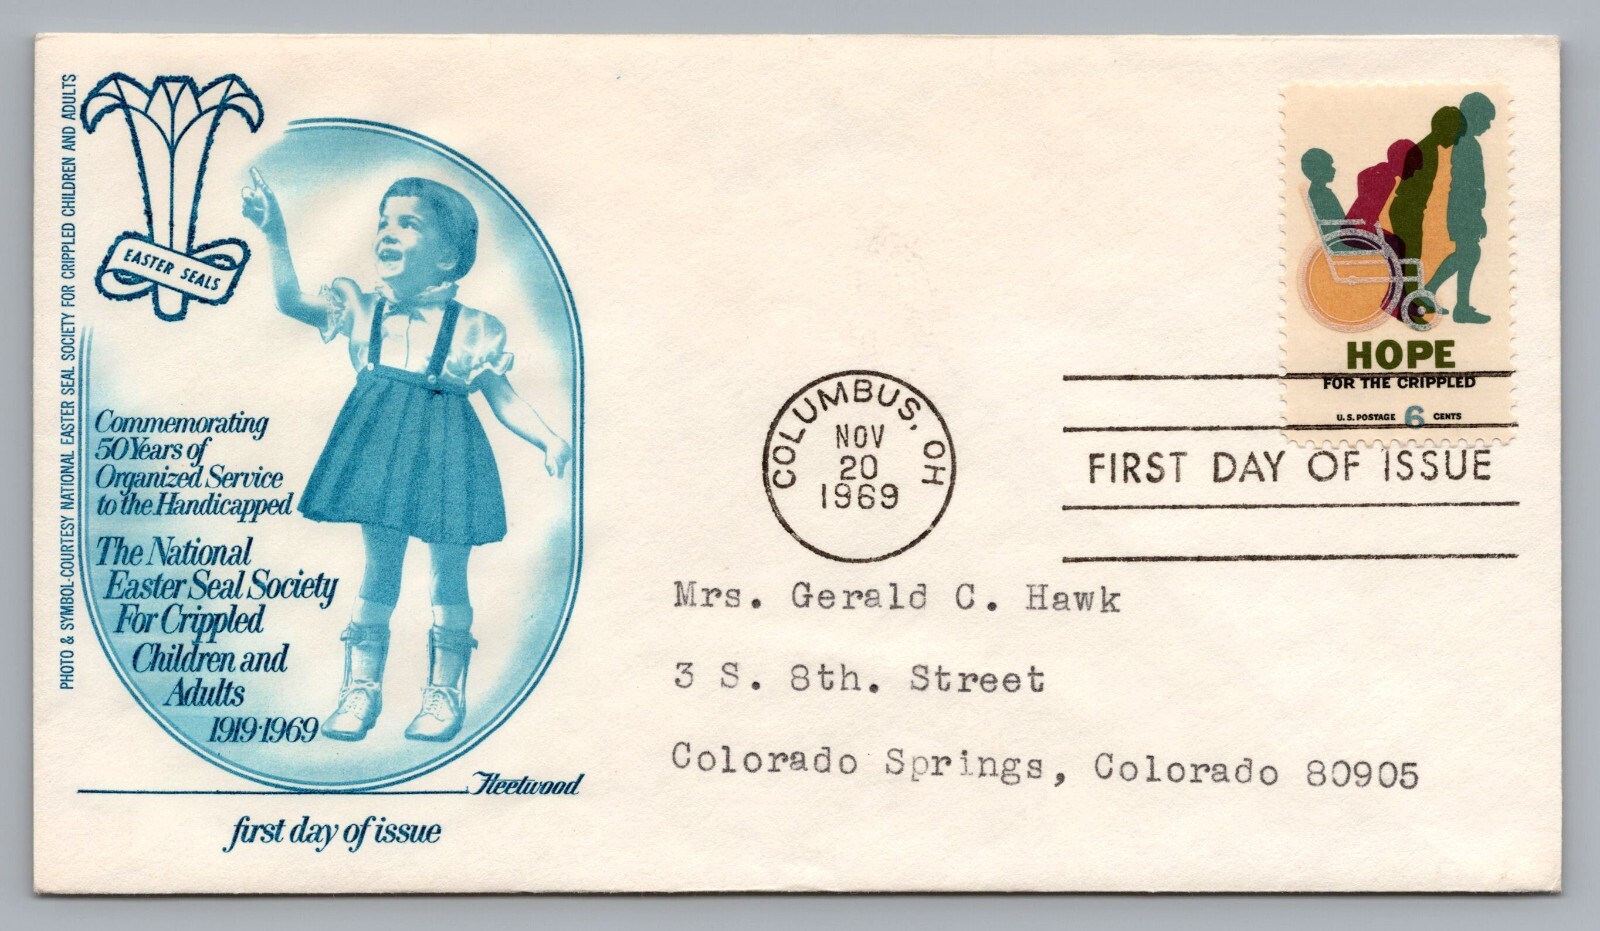 PHOTO & SYMBOL-COURTESY NATIONAL EASTER SEAL SOCIETY FOR CRIPPLED CHILDREN AND ADULTS
EASTER SEALS
Commemorating
50 Years of
Organized Service
to the Handicapped
The National
Easter Seal Society
For Crippled
Children and
Adults
1919·1969
Fleetwood
first day of issue
HOPE
FOR THE CRIPPLED
U.S. POSTAGE 6 CENTS
COLUMBUS, OH
NOV
20
1969
FIRST DAY OF ISSUE
Mrs. Gerald C. Hawk
3 S. 8th. Street
Colorado Springs, Colorado 80905